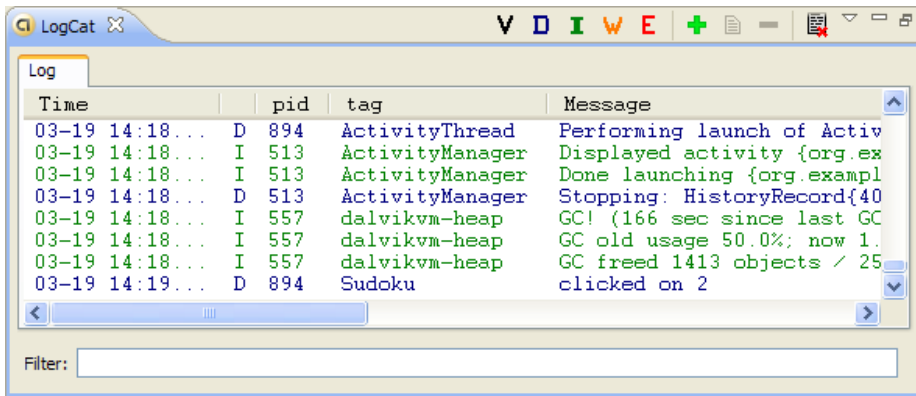 LogCat V D I W E
Log
Time pid tag Message
03-19 14:18... D 894 ActivityThread Performing launch of Activ
03-19 14:18... I 513 ActivityManager Displayed activity {org.ex
03-19 14:18... I 513 ActivityManager Done launching {org.exampl
03-19 14:18... D 513 ActivityManager Stopping: HistoryRecord{40
03-19 14:18... I 557 dalvikvm-heap GC! (166 sec since last GC
03-19 14:18... I 557 dalvikvm-heap GC old usage 50.0%; now 1.
03-19 14:18... I 557 dalvikvm-heap GC freed 1413 objects / 25
03-19 14:19... D 894 Sudoku clicked on 2
Filter: